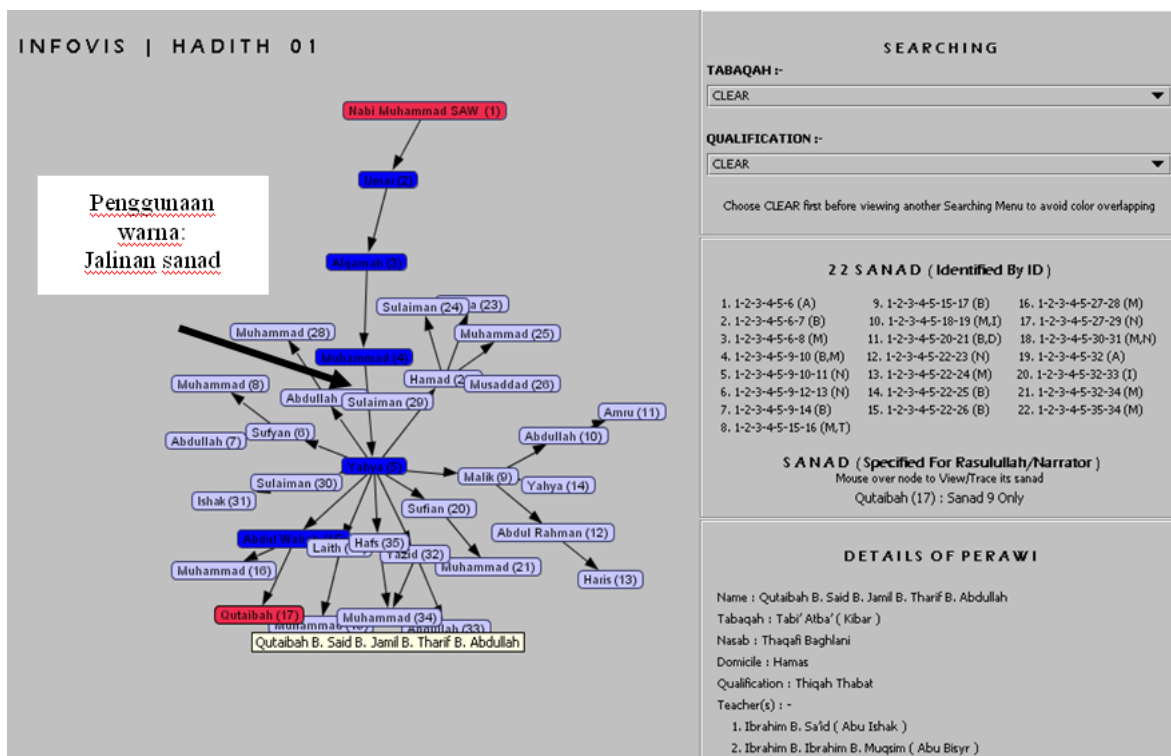 INFOVIS | HADITH 01
Nabi Muhammad SAW (1)
Umar (2)
Penggunaan
warna:
Jalinan sanad
Alqamah (3)
Sulaiman (24)
a (23)
Muhammad (28)
Muhammad (25)
Muhammad (4)
Hamad (2
Musaddad (26)
Muhammad (8)
Abdullah
Sulaiman (29)
Amru (11)
Abdullah (7)
Sufyan (6)
Abdullah (10)
Yahya (5)
Malik (9)
Yahya (14)
Sulaiman (30)
Ishak (31)
Sufian (20)
Abdul Rahman (12)
Abdul Wahab
Laith
Hafs (35)
Yazid (32)
Muhammad (16)
Muhammad (21)
Haris (13)
Qutaibah (17)
Muhammad
Muhammad (34)
Abdullah (33)
Qutaibah B. Said B. Jamil B. Tharif B. Abdullah
SEARCHING
TABAQAH :-
CLEAR
QUALIFICATION :-
CLEAR
Choose CLEAR first before viewing another Searching Menu to avoid color overlapping
22 SANAD ( Identified By ID )
1. 1-2-3-4-5-6 (A)
2. 1-2-3-4-5-6-7 (B)
3. 1-2-3-4-5-6-8 (M)
4. 1-2-3-4-5-9-10 (B,M)
5. 1-2-3-4-5-9-10-11 (N)
6. 1-2-3-4-5-9-12-13 (N)
7. 1-2-3-4-5-9-14 (B)
8. 1-2-3-4-5-15-16 (M,T)
9. 1-2-3-4-5-15-17 (B)
10. 1-2-3-4-5-18-19 (M,I)
11. 1-2-3-4-5-20-21 (B,D)
12. 1-2-3-4-5-22-23 (N)
13. 1-2-3-4-5-22-24 (M)
14. 1-2-3-4-5-22-25 (B)
15. 1-2-3-4-5-22-26 (B)
16. 1-2-3-4-5-27-28 (M)
17. 1-2-3-4-5-27-29 (N)
18. 1-2-3-4-5-30-31 (M,N)
19. 1-2-3-4-5-32 (A)
20. 1-2-3-4-5-32-33 (I)
21. 1-2-3-4-5-32-34 (M)
22. 1-2-3-4-5-35-34 (M)
SANAD ( Specified For Rasulullah/Narrator )
Mouse over node to View/Trace its sanad
Qutaibah (17) : Sanad 9 Only
DETAILS OF PERAWI
Name : Qutaibah B. Said B. Jamil B. Tharif B. Abdullah
Tabaqah : Tabi' Atba' ( Kibar )
Nasab : Thaqafi Baghlani
Domicile : Hamas
Qualification : Thiqah Thabat
Teacher(s) : -
1. Ibrahim B. Sa'id ( Abu Ishak )
2. Ibrahim B. Ibrahim B. Muqsim ( Abu Bisyr )